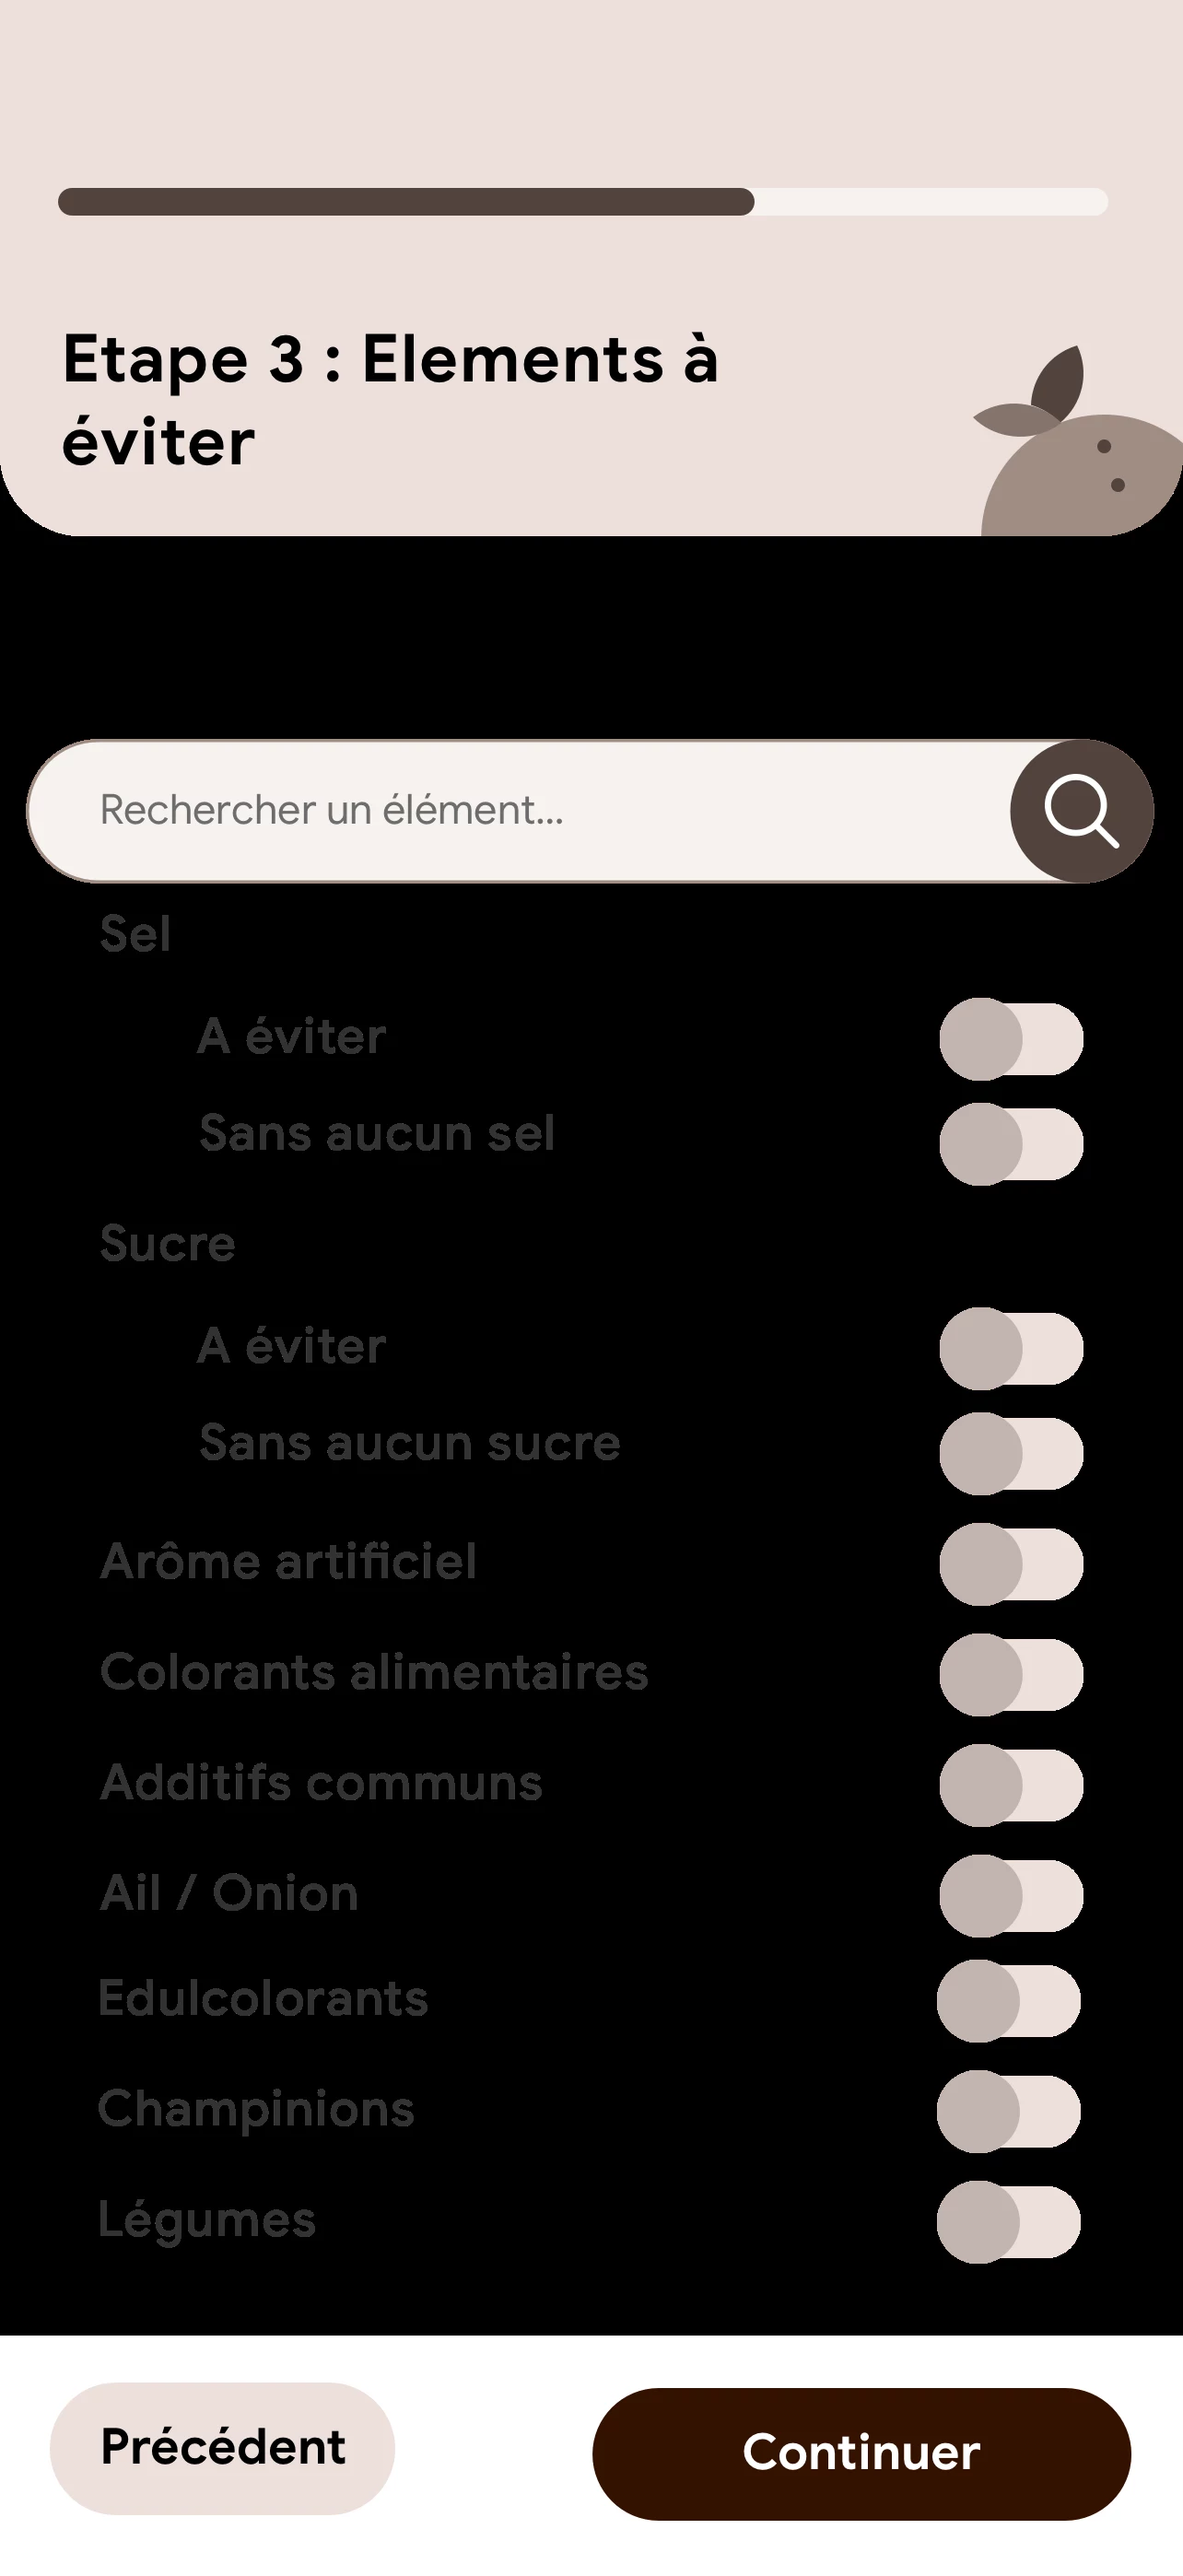 Etape 3 : Elements à
éviter
Rechercher un élément...
Sel
A éviter
Sans aucun sel
Sucre
A éviter
Sans aucun sucre
Arôme artificiel
Colorants alimentaires
Additifs communs
Ail / Onion
Edulcolorants
Champinions
Légumes
Précédent
Continuer